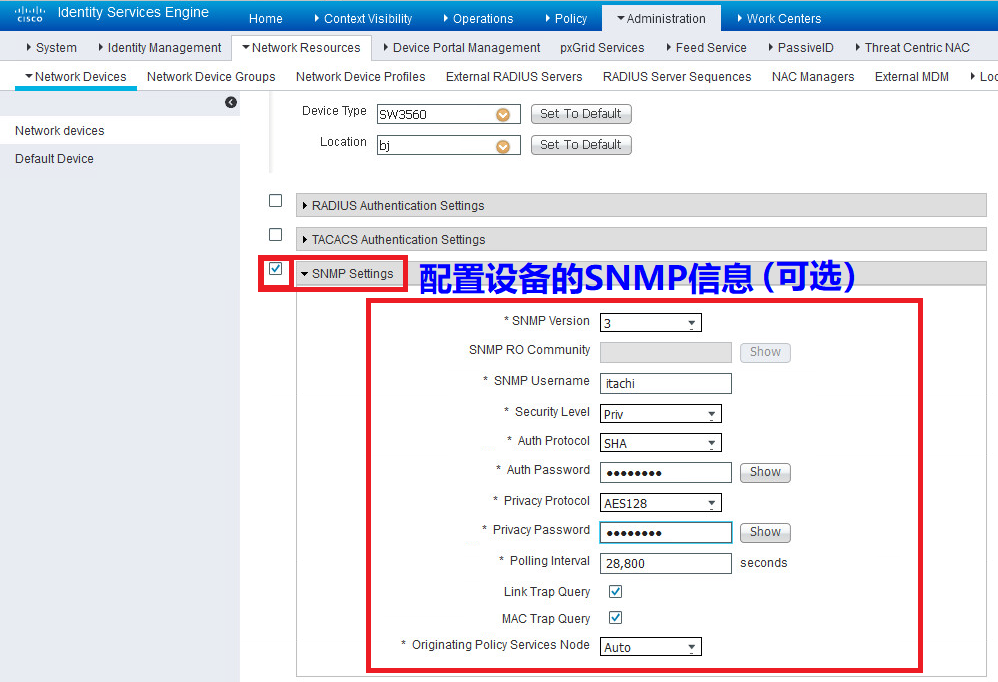 cisco Identity Services Engine Home Context Visibility Operations Policy Administration Work Centers
System Identity Management Network Resources Device Portal Management pxGrid Services Feed Service PassiveID Threat Centric NAC
Network Devices Network Device Groups Network Device Profiles External RADIUS Servers RADIUS Server Sequences NAC Managers External MDM Loc
Network devices
Default Device
Device Type SW3560 Set To Default
Location bj Set To Default
RADIUS Authentication Settings
TACACS Authentication Settings
SNMP Settings 配置设备的SNMP信息(可选)
* SNMP Version 3
SNMP RO Community Show
* SNMP Username itachi
* Security Level Priv
* Auth Protocol SHA
* Auth Password ●●●●●●●● Show
* Privacy Protocol AES128
* Privacy Password ●●●●●●●● Show
* Polling Interval 28,800 seconds
Link Trap Query
MAC Trap Query
* Originating Policy Services Node Auto